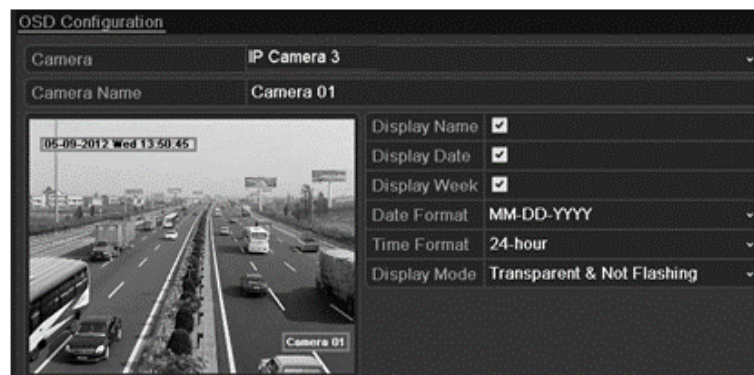 OSD Configuration
Camera IP Camera 3
Camera Name Camera 01
05-09-2012 Wed 13:50:45
Display Name
Display Date
Display Week
Date Format MM-DD-YYYY
Time Format 24-hour
Display Mode Transparent & Not Flashing
Camera 01